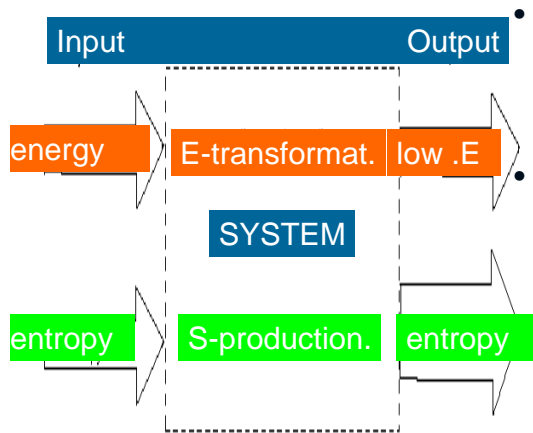 Input Output
energy E-transformat. low .E
SYSTEM
entropy S-production. entropy